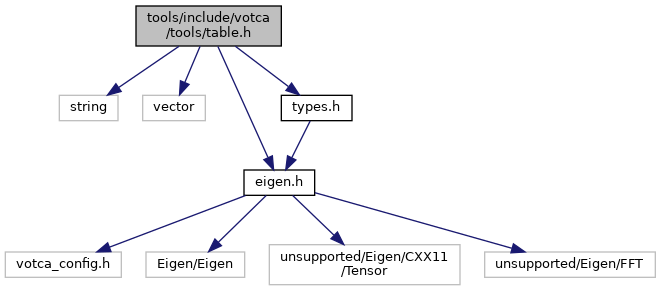 tools/include/votca
/tools/table.h
string
vector
types.h
eigen.h
votca_config.h
Eigen/Eigen
unsupported/Eigen/CXX11
/Tensor
unsupported/Eigen/FFT